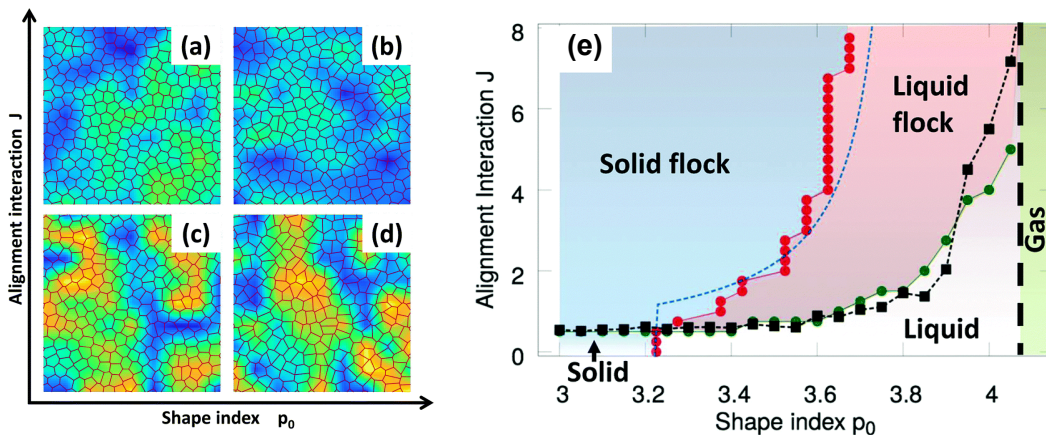 Alignment interaction J
(a)
(b)
(c)
(d)
Shape index p₀
(e)
Alignment Interaction J
8
6
4
2
0
Solid flock
Liquid
flock
Liquid
Solid
Gas
3
3.2
3.4
3.6
3.8
4
Shape index p₀